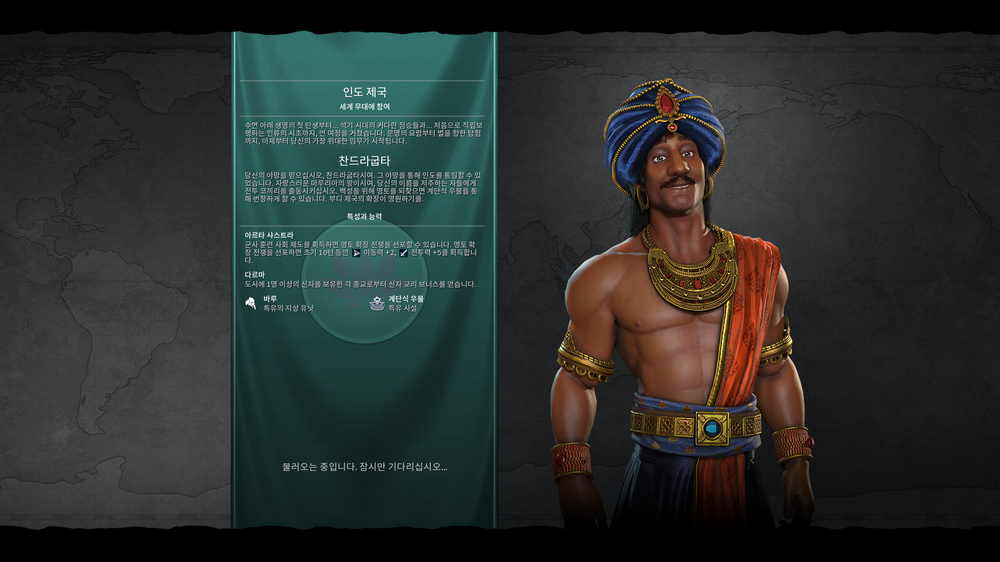 인도 제국
세계 무대에 참여
수면 아래 생명의 첫 탄생부터... 석기 시대의 커다란 짐승들과... 처음으로 직립보
행하는 인류의 시초까지, 먼 여정을 거쳤습니다. 문명의 요람부터 별을 향한 탐험
까지, 이제부터 당신의 가장 위대한 임무가 시작됩니다.
찬드라굽타
당신의 야망을 믿으십시오, 찬드라굽타시여. 그 야망을 통해 인도를 통일할 수 있
었습니다. 자랑스러운 마우리아의 왕이시여, 당신의 이름을 저주하는 자들에게
전투 코끼리를 출동시키십시오. 백성을 위해 영토를 되찾으면 계단식 우물을 통
해 번창하게 할 수 있습니다. 부디 제국의 확장이 영원하기를.
특성과 능력
아르타 샤스트라
군사 훈련 사회 제도를 획득하면 영토 확장 전쟁을 선포할 수 있습니다. 영토 확
장 전쟁을 선포하면 초기 10턴 동안 이동력 +2, 전투력 +5를 획득합니
다.
다르마
도시에 1명 이상의 신자를 보유한 각 종교로부터 신자 교리 보너스를 얻습니다.
바루
특유의 지상 유닛
계단식 우물
특유 시설
불러오는 중입니다. 잠시만 기다리십시오...